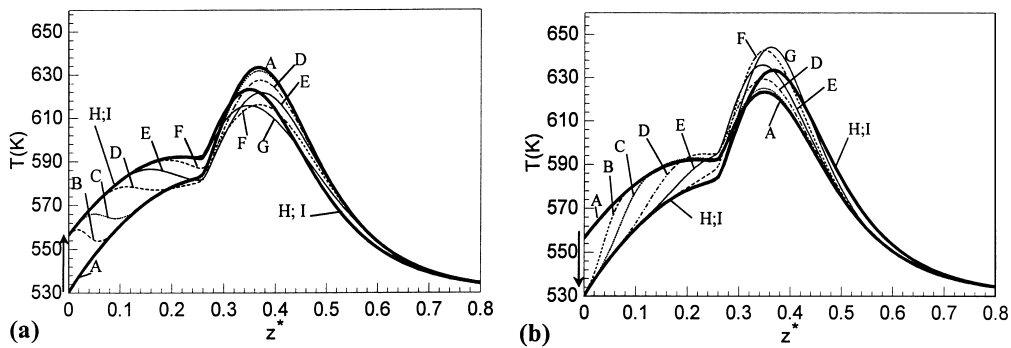 T(K)
650
630
610
590
570
550
530
0
0.1
0.2
0.3
0.4
0.5
0.6
0.7
0.8
z*
A
D
E
F
G
H; I
H;I
D
E
F
C
B
A
(a)
T(K)
650
630
610
590
570
550
530
0
0.1
0.2
0.3
0.4
0.5
0.6
0.7
0.8
z*
F
G
D
E
A
H;I
E
D
C
B
A
H;I
(b)